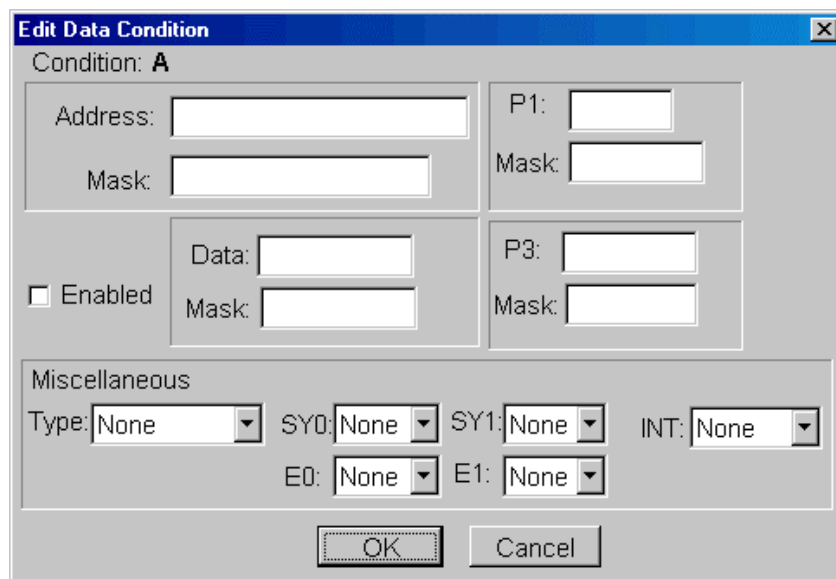 Edit Data Condition
Condition: A
Address:
Mask:
P1:
Mask:
Enabled
Data:
Mask:
P3:
Mask:
Miscellaneous
Type: None SY0: None SY1: None INT: None
E0: None E1: None
OK Cancel